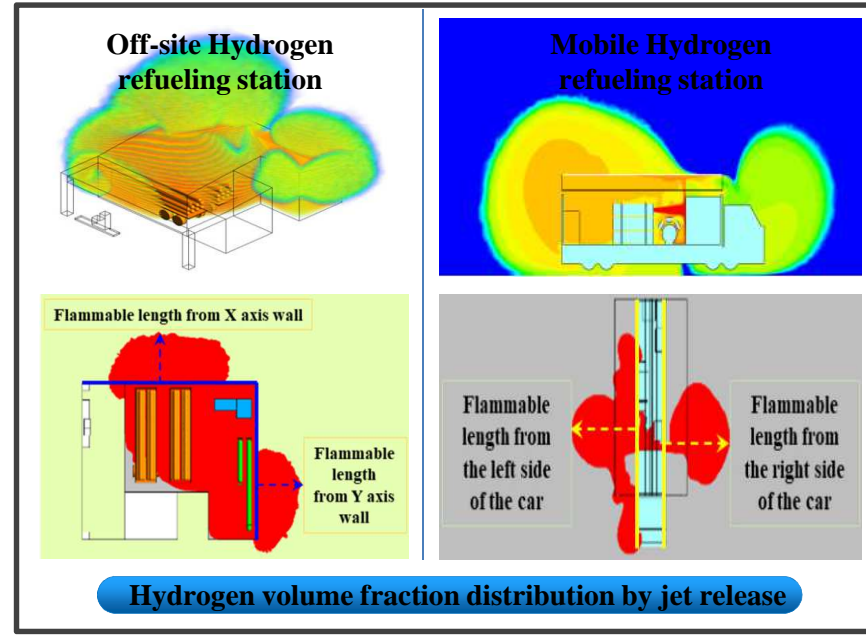 Off-site Hydrogen
refueling station
Mobile Hydrogen
refueling station
Flammable length from X axis wall
Flammable
length
from Y axis
wall
Flammable
length from
the left side
of the car
Flammable
length from
the right side
of the car
Hydrogen volume fraction distribution by jet release